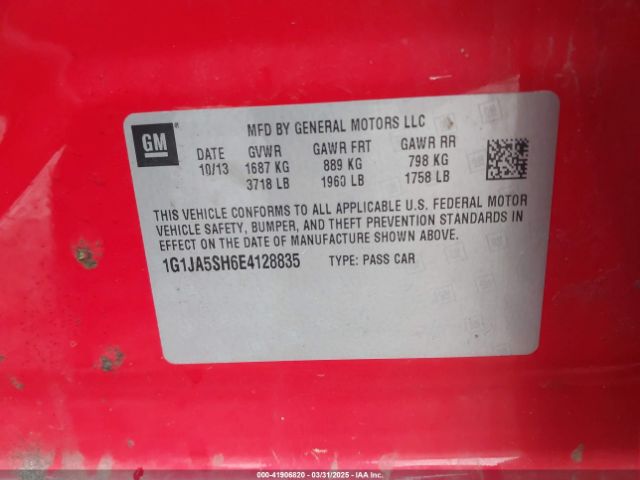 GM
MFD BY GENERAL MOTORS LLC
DATE GVWR GAWR FRT GAWR RR
10/13 1687 KG 889 KG 798 KG
3718 LB 1960 LB 1758 LB
THIS VEHICLE CONFORMS TO ALL APPLICABLE U.S. FEDERAL MOTOR
VEHICLE SAFETY, BUMPER, AND THEFT PREVENTION STANDARDS IN
EFFECT ON THE DATE OF MANUFACTURE SHOWN ABOVE.
1G1JA5SH6E4128835 TYPE: PASS CAR
00-41906820 - 03/31/2025 - IAAI.COM